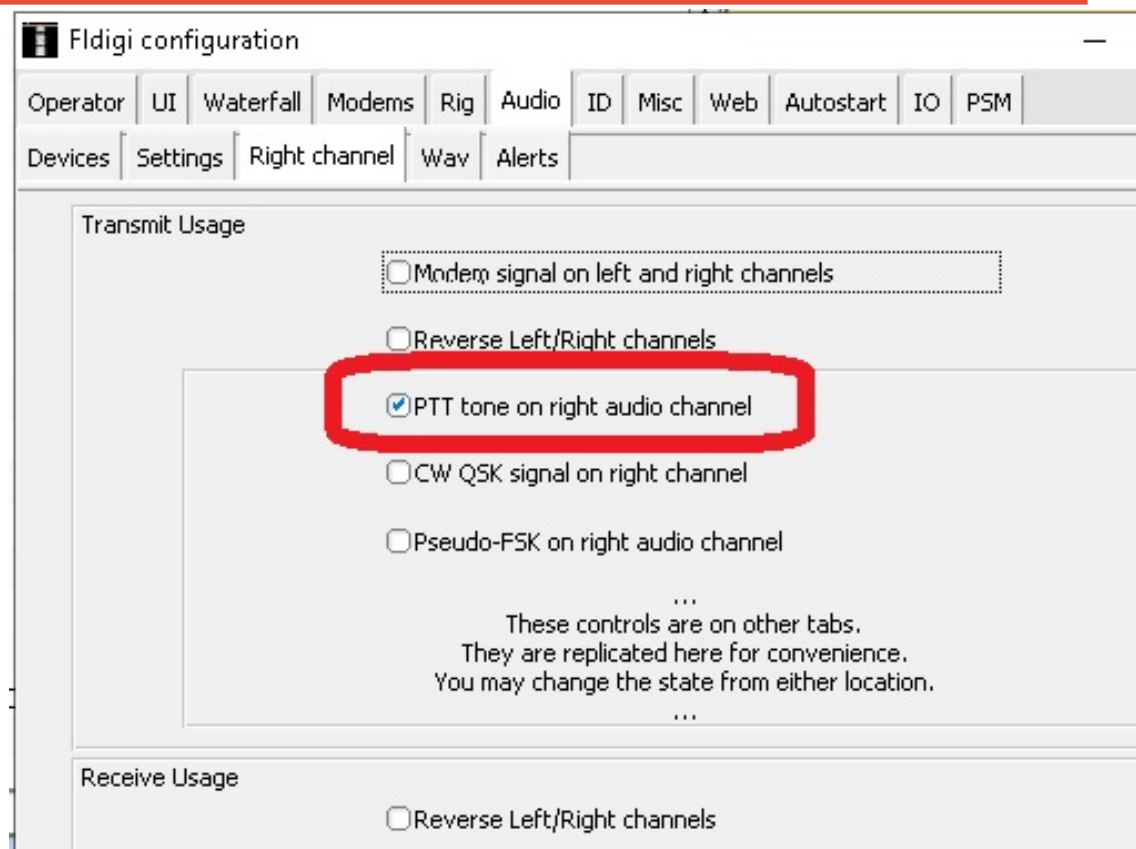 Fldigi configuration
Operator UI Waterfall Modems Rig Audio ID Misc Web Autostart IO PSM
Devices Settings Right channel Wav Alerts
Transmit Usage
Modem signal on left and right channels
Reverse Left/Right channels
PTT tone on right audio channel
CW QSK signal on right channel
Pseudo-FSK on right audio channel
...
These controls are on other tabs.
They are replicated here for convenience.
You may change the state from either location.
...
Receive Usage
Reverse Left/Right channels